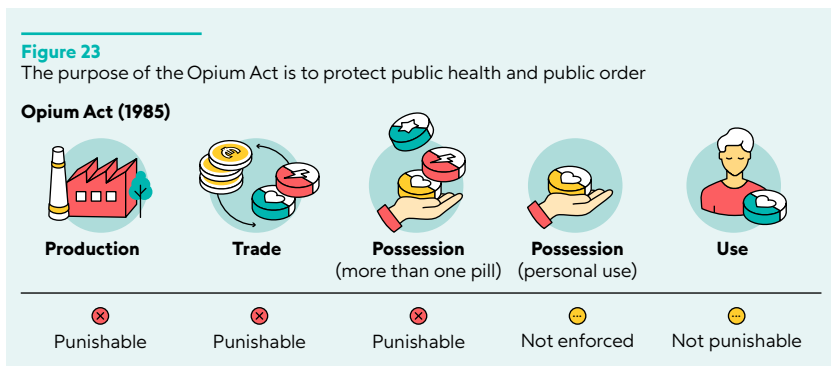 Figure 23
The purpose of the Opium Act is to protect public health and public order
Opium Act (1985)
Production
Trade
Possession
(more than one pill)
Possession
(personal use)
Use
Punishable
Punishable
Punishable
Not enforced
Not punishable